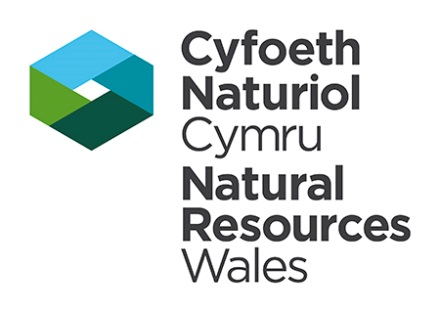 Cyfoeth
Naturiol
Cymru
Natural
Resources
Wales